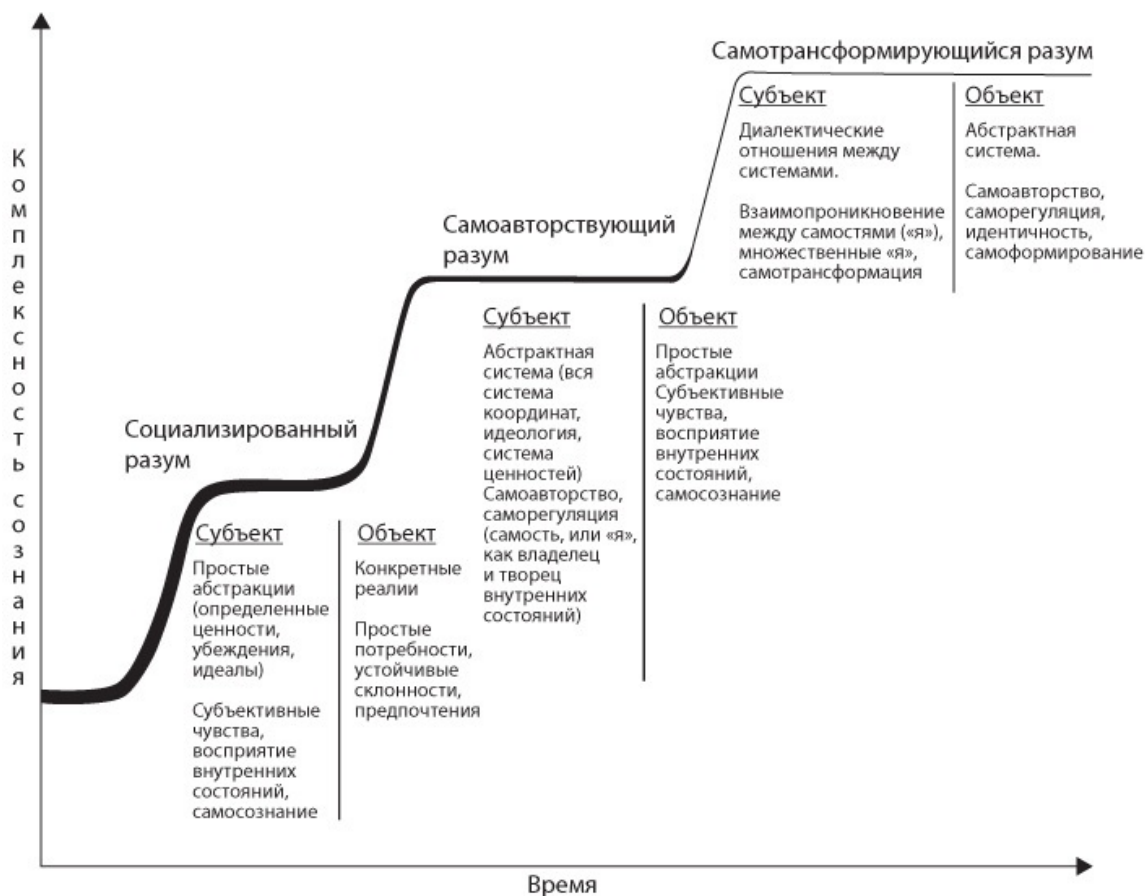 Комплексность сознания
Самотрансформирующийся разум
Субъект
Диалектические
отношения между
системами.
Взаимопроникновение
между самостями («я»),
множественные «я»,
самотрансформация
Объект
Абстрактная
система.
Самоавторство,
саморегуляция,
идентичность,
самоформирование
Самоавторствующий
разум
Субъект
Абстрактная
система (вся
система
координат,
идеология,
система
ценностей)
Самоавторство,
саморегуляция
(самость, или «я»,
как владелец
и творец
внутренних
состояний)
Объект
Простые
абстракции
Субъективные
чувства,
восприятие
внутренних
состояний,
самосознание
Социализированный
разум
Субъект
Простые
абстракции
(определенные
ценности,
убеждения,
идеалы)
Субъективные
чувства,
восприятие
внутренних
состояний,
самосознание
Объект
Конкретные
реалии
Простые
потребности,
устойчивые
склонности,
предпочтения
Время